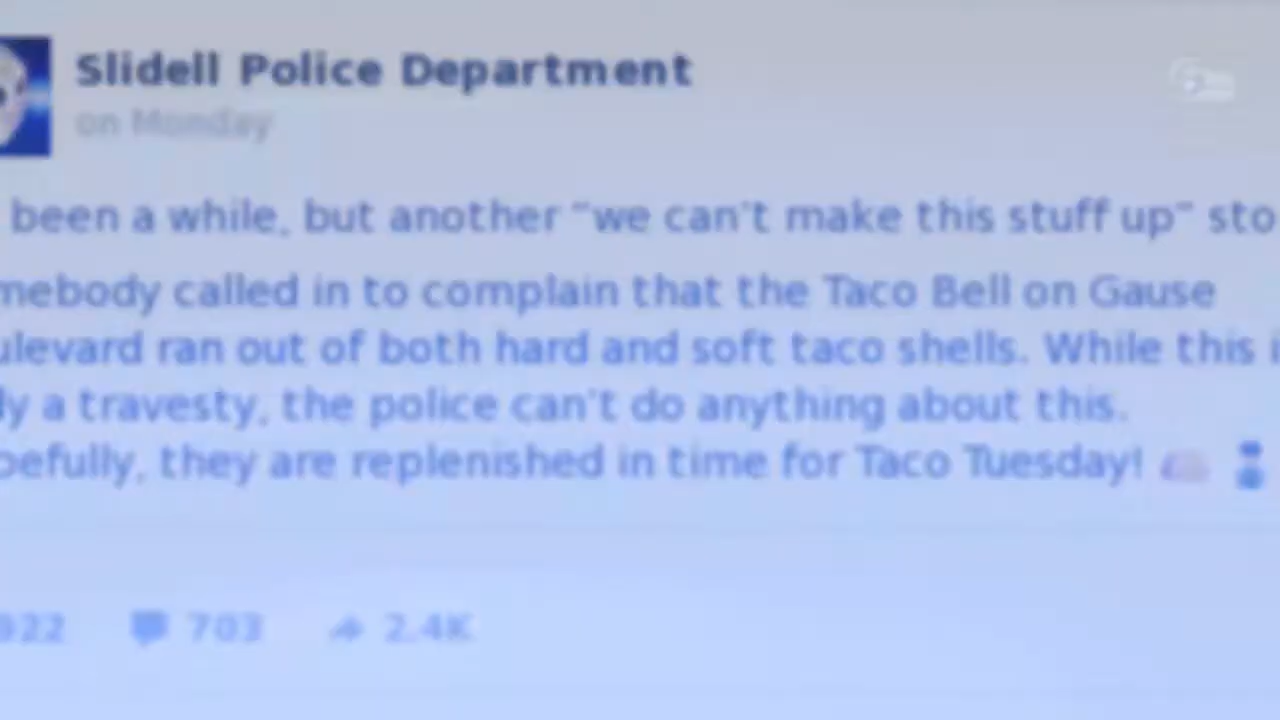 Slidell Police Department
on Monday
been a while, but another "we can't make this stuff up" sto
mebody called in to complain that the Taco Bell on Gause
ulevard ran out of both hard and soft taco shells. While this i
ly a travesty, the police can't do anything about this.
pefully, they are replenished in time for Taco Tuesday!
922 703 2.4K